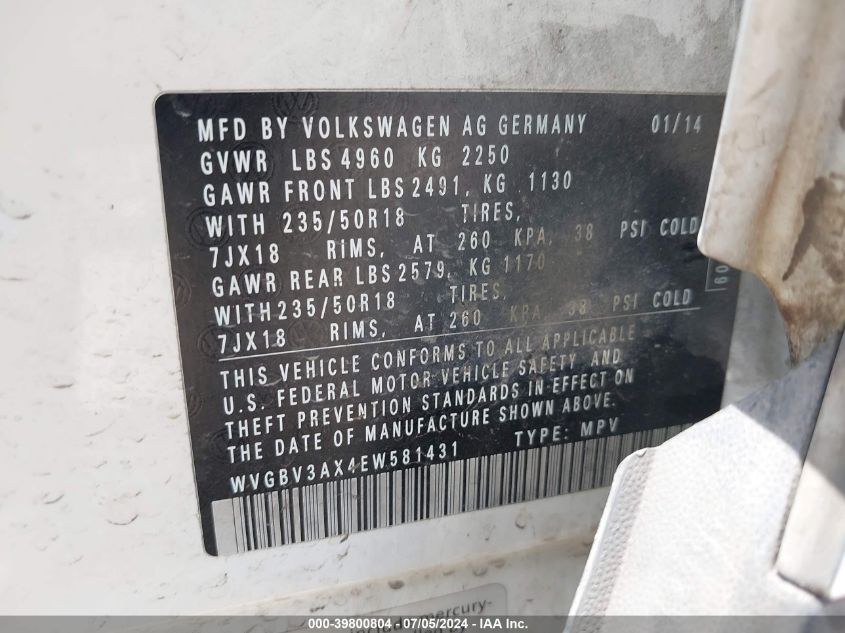 MFD BY VOLKSWAGEN AG GERMANY 01/14
GVWR LBS 4960 KG 2250
GAWR FRONT LBS 2491, KG 1130
WITH 235/50R18 TIRES,
7JX18 RIMS, AT 260 KPA, 38 PSI COLD
GAWR REAR LBS 2579, KG 1170
WITH 235/50R18 TIRES,
7JX18 RIMS, AT 260 KPA, 38 PSI COLD
THIS VEHICLE CONFORMS TO ALL APPLICABLE
U.S. FEDERAL MOTOR VEHICLE SAFETY, AND
THEFT PREVENTION STANDARDS IN EFFECT ON
THE DATE OF MANUFACTURE SHOWN ABOVE.
WVGBV3AX4EW581431 TYPE: MPV
mercury-
000-39800804 - 07/05/2024 - IAAI.com